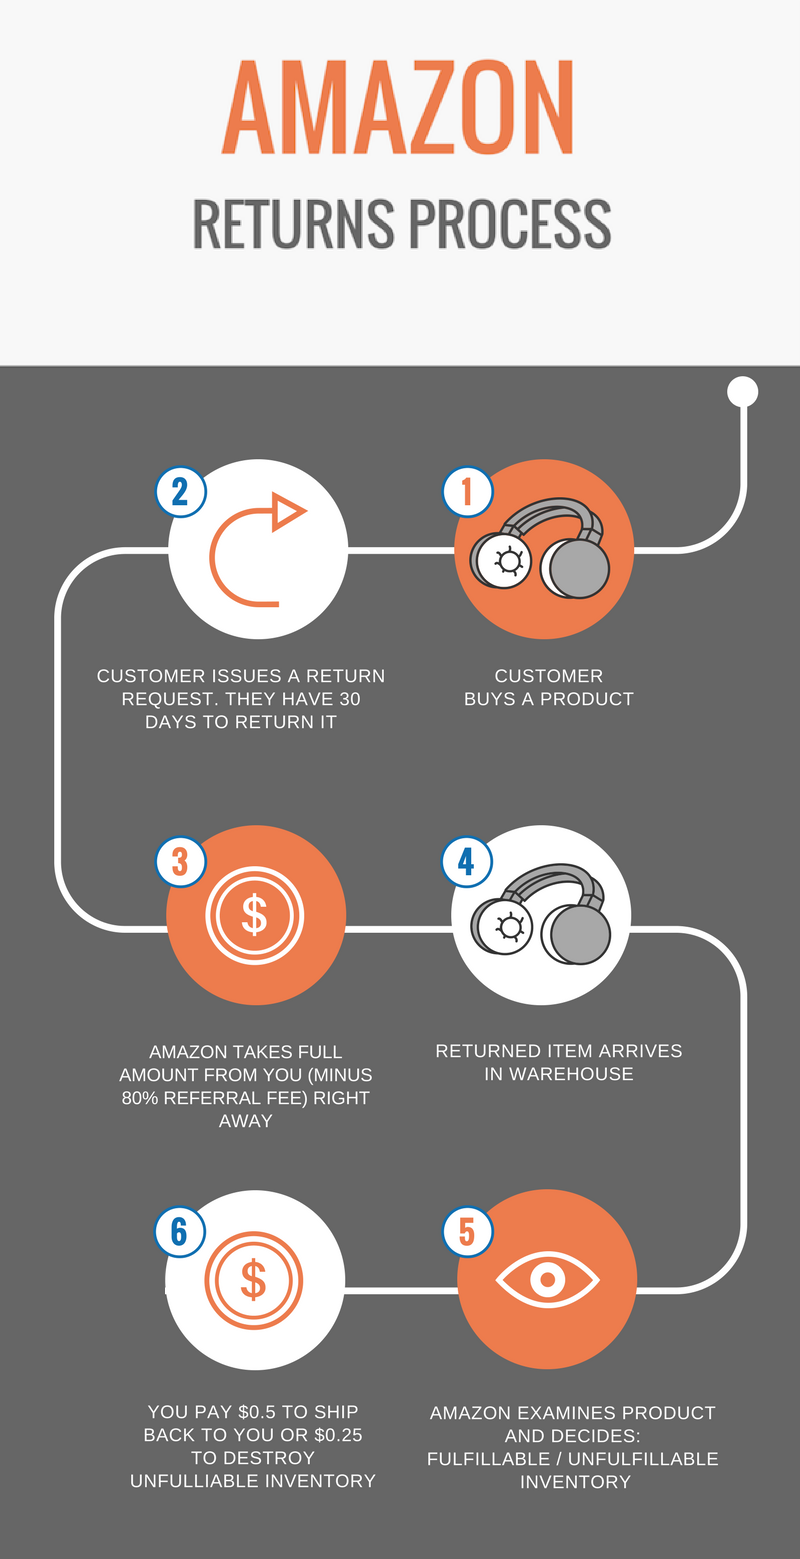 AMAZON
RETURNS PROCESS
1
CUSTOMER
BUYS A PRODUCT
2
CUSTOMER ISSUES A RETURN
REQUEST. THEY HAVE 30
DAYS TO RETURN IT
3
$
AMAZON TAKES FULL
AMOUNT FROM YOU (MINUS
80% REFERRAL FEE) RIGHT
AWAY
4
RETURNED ITEM ARRIVES
IN WAREHOUSE
5
AMAZON EXAMINES PRODUCT
AND DECIDES:
FULFILLABLE / UNFULFILLABLE
INVENTORY
6
$
YOU PAY $0.5 TO SHIP
BACK TO YOU OR $0.25
TO DESTROY
UNFULLIABLE INVENTORY